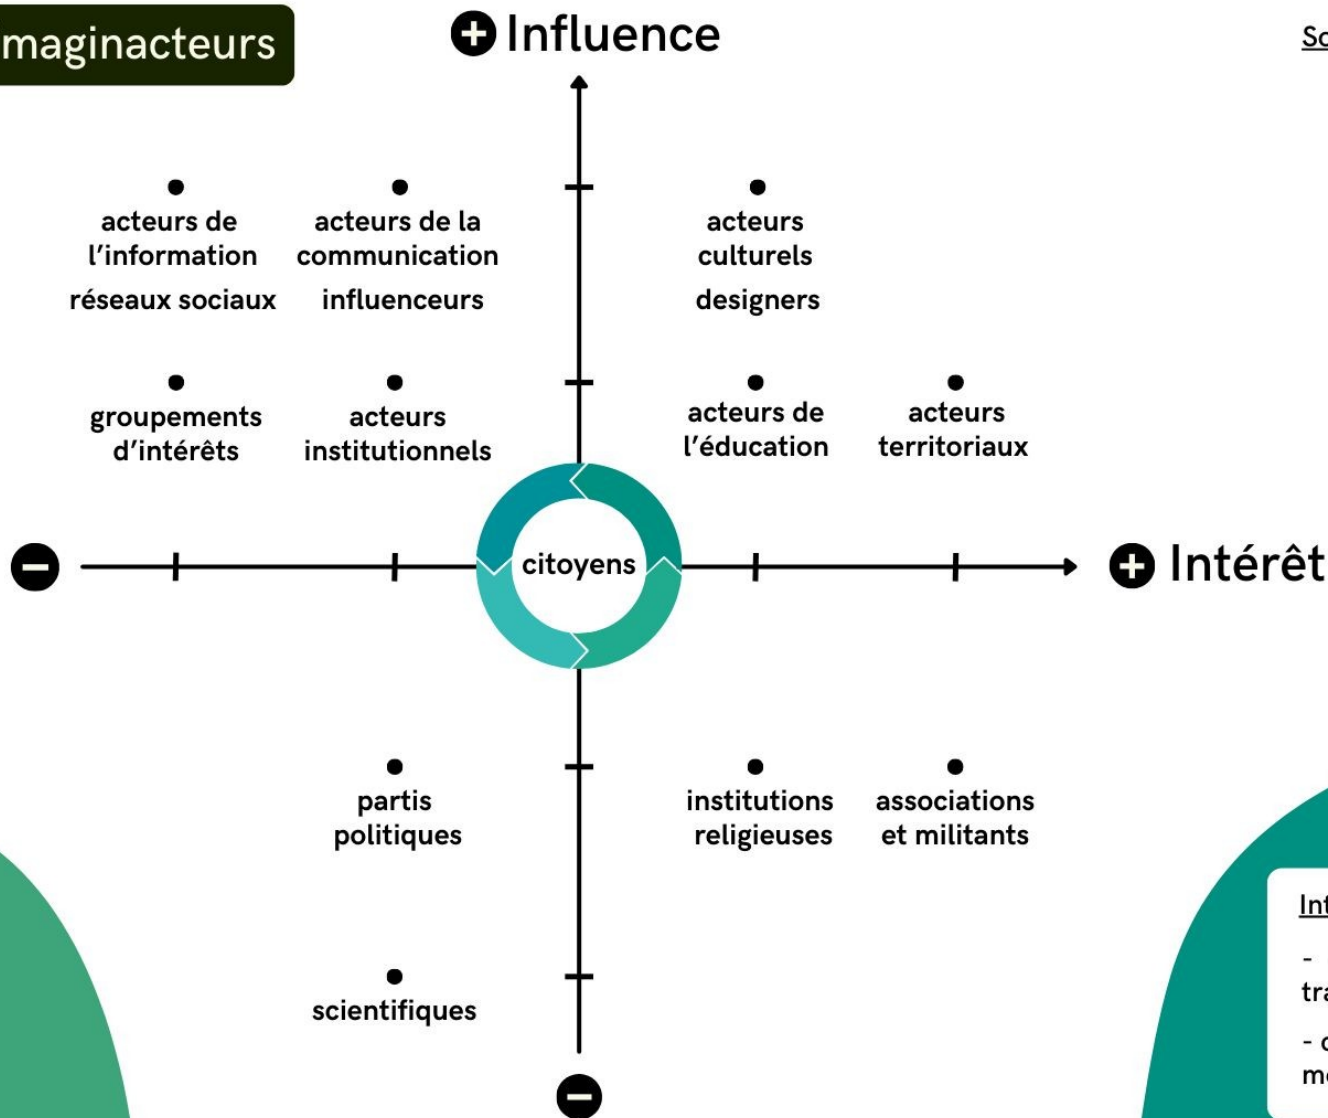 maginacteurs
+ Influence
acteurs de
l'information
réseaux sociaux
acteurs de la
communication
influenceurs
acteurs
culturels
designers
groupements
d'intérêts
acteurs
institutionnels
acteurs de
l'éducation
acteurs
territoriaux
−
citoyens
+ Intérêt
partis
politiques
institutions
religieuses
associations
et militants
scientifiques
−